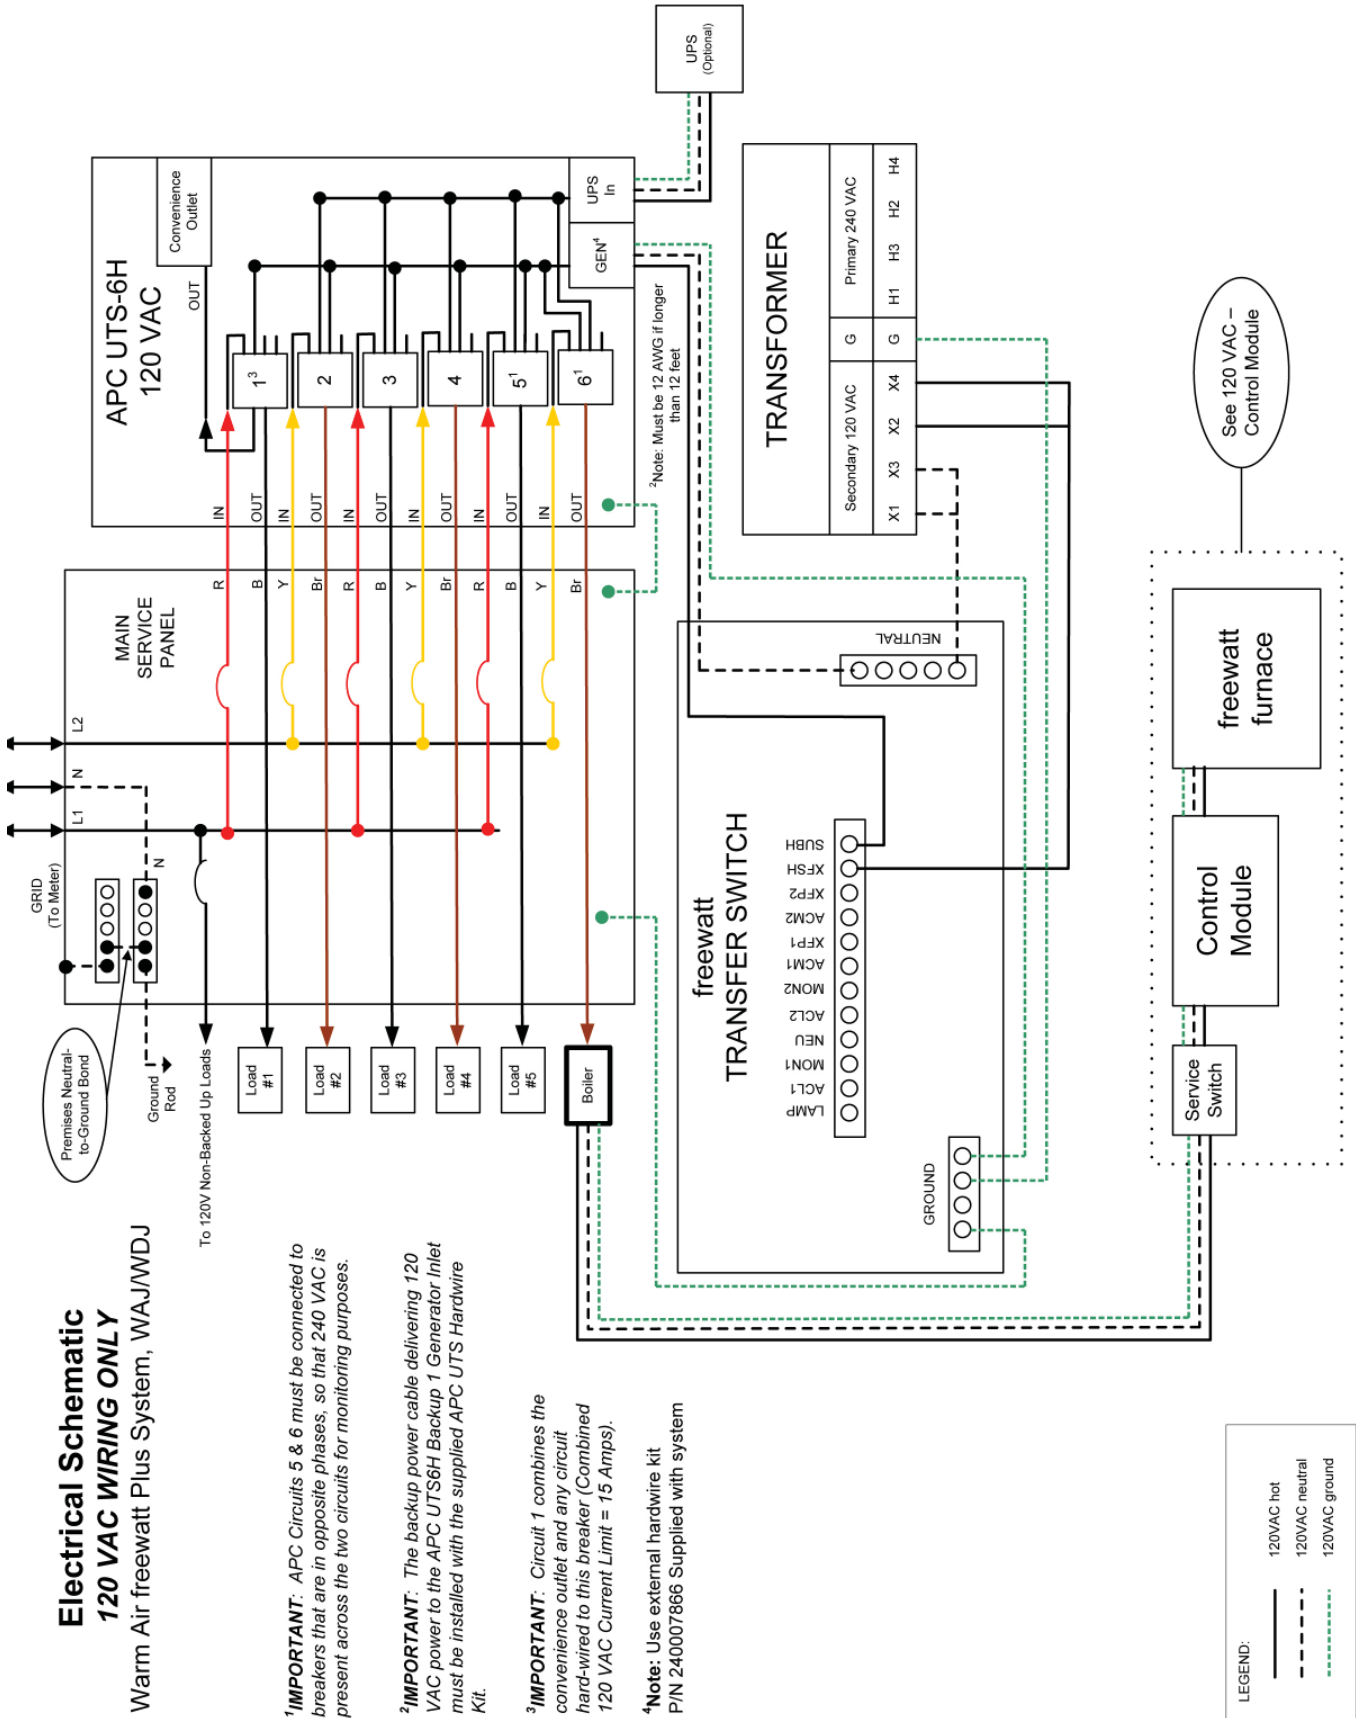 Electrical Schematic
120 VAC WIRING ONLY
Warm Air freewatt Plus System, WAJ/WDJ
1IMPORTANT: APC Circuits 5 & 6 must be connected to
breakers that are in opposite phases, so that 240 VAC is
present across the two circuits for monitoring purposes.
2IMPORTANT: The backup power cable delivering 120
VAC power to the APC UTS6H Backup 1 Generator Inlet
must be installed with the supplied APC UTS Hardware
Kit.
3IMPORTANT: Circuit 1 combines the
convenience outlet and any circuit
hard-wired to this breaker (Combined
120 VAC Current Limit = 15 Amps).
4Note: Use external hardwire kit
P/N 240007866 Supplied with system
LEGEND:
120VAC hot
120VAC neutral
120VAC ground
Premises Neutral-
to-Ground Bond
Ground
Rod
To 120V Non-Backed Up Loads
Load
#1
Load
#2
Load
#3
Load
#4
Load
#5
Boiler
GRID
(To Meter)
N
L1
N
L2
MAIN
SERVICE
PANEL
R
B
Y
Br
R
B
Y
Br
R
B
Y
Br
APC UTS-6H
120 VAC
IN
OUT
IN
OUT
IN
OUT
IN
OUT
IN
OUT
IN
OUT
OUT
Convenience
Outlet
13
2
3
4
51
61
GEN4
UPS
In
UPS
(Optional)
2Note: Must be 12 AWG if longer
than 12 feet
TRANSFORMER
Secondary 120 VAC
G
Primary 240 VAC
X1
X3
X2
X4
G
H1
H3
H2
H4
freewatt
TRANSFER SWITCH
NEUTRAL
GROUND
LAMP
ACL1
MON1
NEU
ACL2
MON2
ACM1
XFP1
ACM2
XFP2
XFSH
SUBH
Service
Switch
Control
Module
freewatt
furnace
See 120 VAC –
Control Module